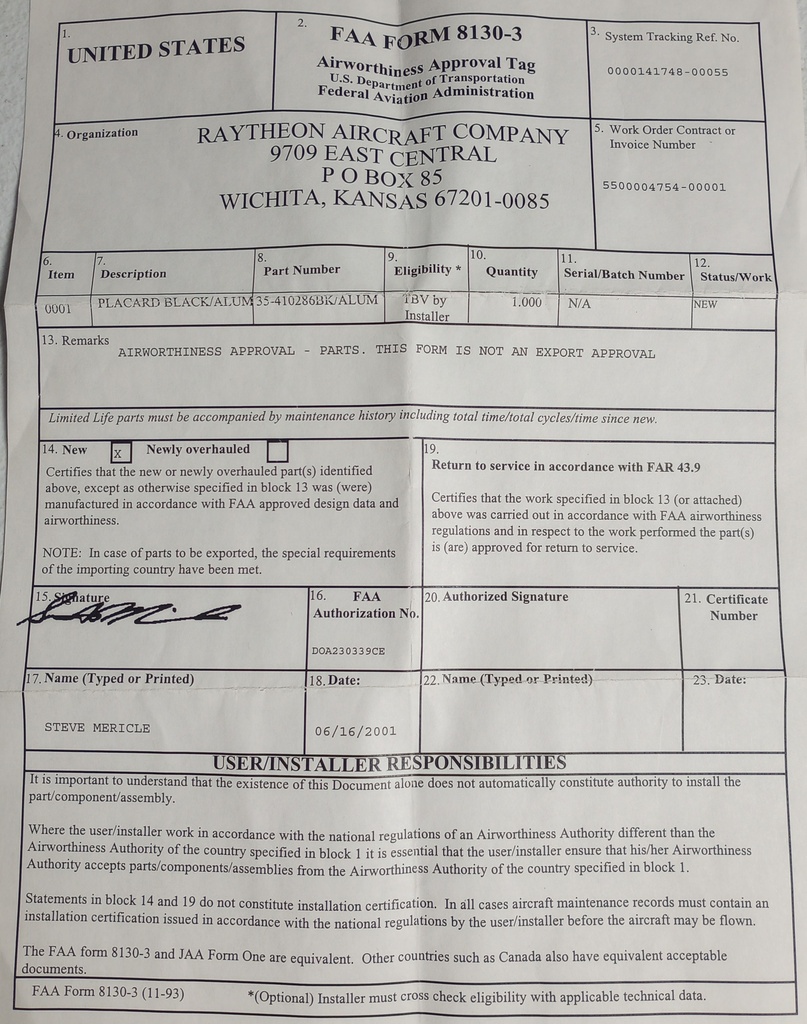 1.
UNITED STATES
2.
FAA FORM 8130-3
Airworthiness Approval Tag
U.S. Department of Transportation
Federal Aviation Administration
3. System Tracking Ref. No.
0000141748-00055
4. Organization
RAYTHEON AIRCRAFT COMPANY
9709 EAST CENTRAL
P O BOX 85
WICHITA, KANSAS 67201-0085
5. Work Order Contract or
Invoice Number
5500004754-00001
6.
Item
7.
Description
8.
Part Number
9.
Eligibility *
10.
Quantity
11.
Serial/Batch Number
12.
Status/Work
0001
PLACARD BLACK/ALUM
35-410286BK/ALUM
TBV by
Installer
1.000
N/A
NEW
13. Remarks
AIRWORTHINESS APPROVAL - PARTS. THIS FORM IS NOT AN EXPORT APPROVAL
Limited Life parts must be accompanied by maintenance history including total time/total cycles/time since new.
14. New X Newly overhauled
Certifies that the new or newly overhauled part(s) identified
above, except as otherwise specified in block 13 was (were)
manufactured in accordance with FAA approved design data and
airworthiness.
NOTE: In case of parts to be exported, the special requirements
of the importing country have been met.
19.
Return to service in accordance with FAR 43.9
Certifies that the work specified in block 13 (or attached)
above was carried out in accordance with FAA airworthiness
regulations and in respect to the work performed the part(s)
is (are) approved for return to service.
15. Signature
16. FAA
Authorization No.
DOA230339CE
20. Authorized Signature
21. Certificate
Number
17. Name (Typed or Printed)
STEVE MERICLE
18. Date:
06/16/2001
22. Name (Typed or Printed)
23. Date:
USER/INSTALLER RESPONSIBILITIES
It is important to understand that the existence of this Document alone does not automatically constitute authority to install the
part/component/assembly.
Where the user/installer work in accordance with the national regulations of an Airworthiness Authority different than the
Airworthiness Authority of the country specified in block 1 it is essential that the user/installer ensure that his/her Airworthiness
Authority accepts parts/components/assemblies from the Airworthiness Authority of the country specified in block 1.
Statements in block 14 and 19 do not constitute installation certification. In all cases aircraft maintenance records must contain an
installation certification issued in accordance with the national regulations by the user/installer before the aircraft may be flown.
The FAA form 8130-3 and JAA Form One are equivalent. Other countries such as Canada also have equivalent acceptable
documents.
FAA Form 8130-3 (11-93)
*(Optional) Installer must cross check eligibility with applicable technical data.